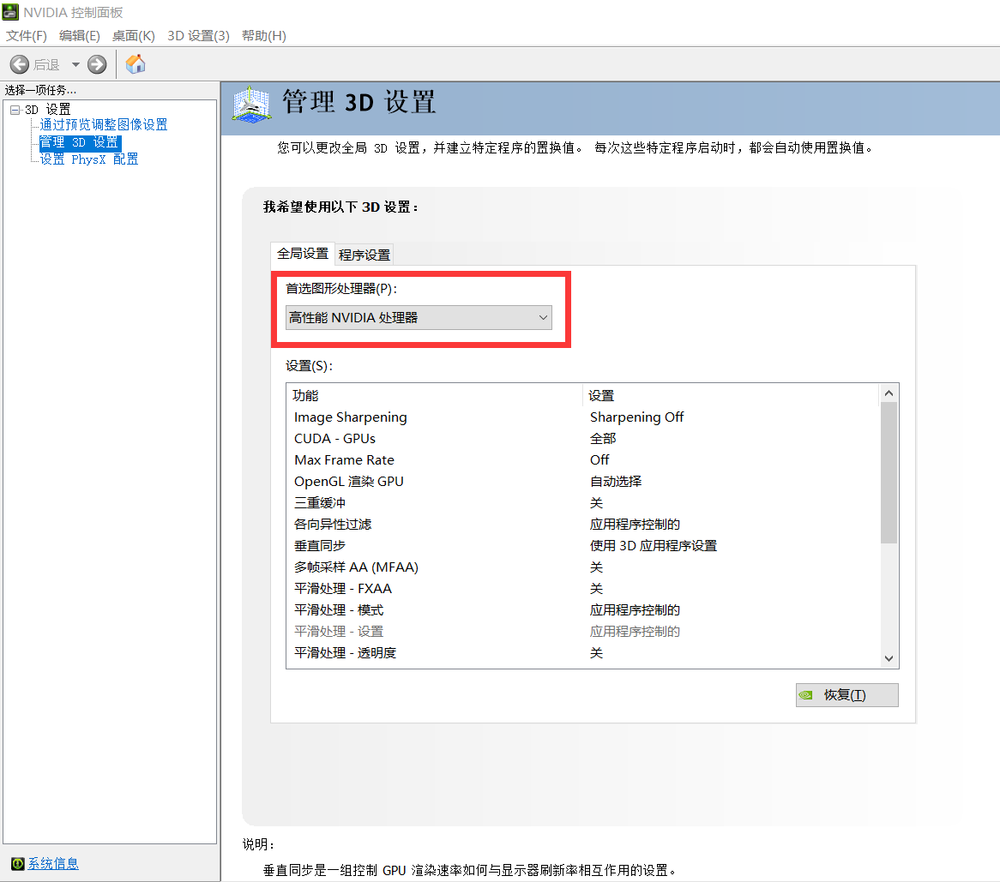 NVIDIA 控制面板
文件(F) 编辑(E) 桌面(K) 3D 设置(3) 帮助(H)
后退
选择一项任务...
3D 设置
通过预览调整图像设置
管理 3D 设置
设置 PhysX 配置
系统信息
管理 3D 设置
您可以更改全局 3D 设置，并建立特定程序的置换值。 每次这些特定程序启动时，都会自动使用置换值。
我希望使用以下 3D 设置：
全局设置 程序设置
首选图形处理器(P)：
高性能 NVIDIA 处理器
设置(S)：
功能 设置
Image Sharpening Sharpening Off
CUDA - GPUs 全部
Max Frame Rate Off
OpenGL 渲染 GPU 自动选择
三重缓冲 关
各向异性过滤 应用程序控制的
垂直同步 使用 3D 应用程序设置
多帧采样 AA (MFAA) 关
平滑处理 - FXAA 关
平滑处理 - 模式 应用程序控制的
平滑处理 - 设置 应用程序控制的
平滑处理 - 透明度 关
恢复(T)
说明：
垂直同步是一组控制 GPU 渲染速率如何与显示器刷新率相互作用的设置。